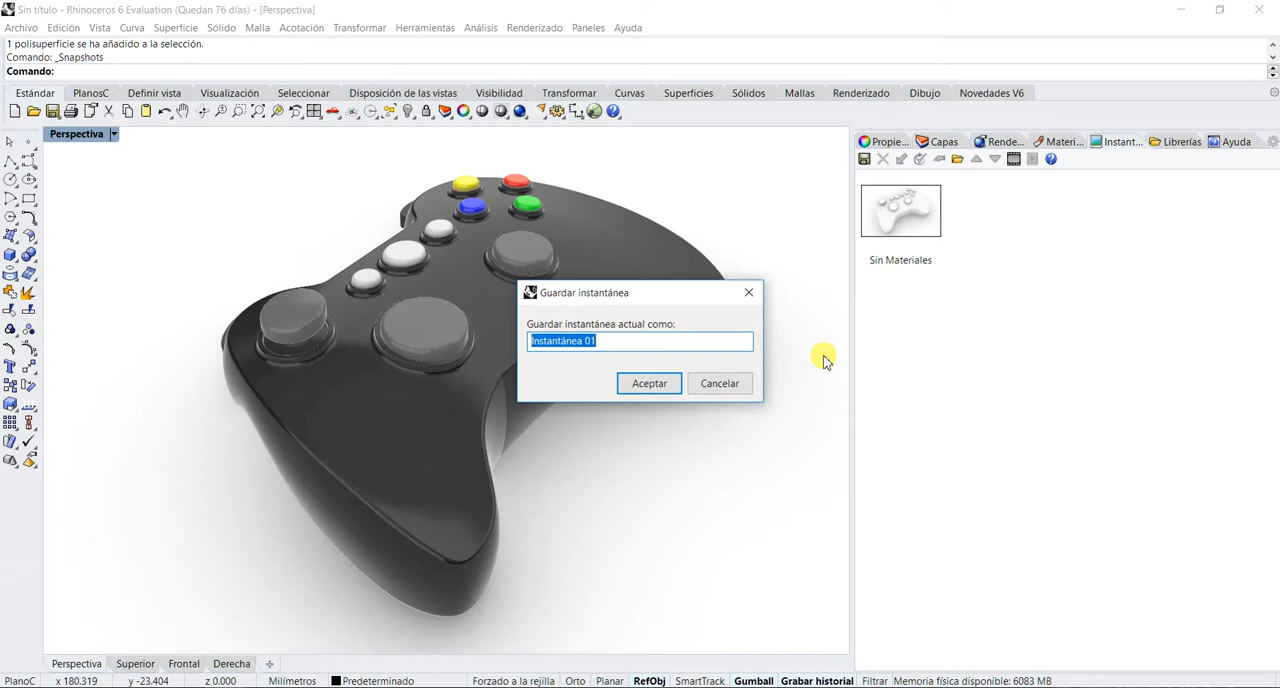 Sin título - Rhinoceros 6 Evaluation (Quedan 76 días) - [Perspectiva]
Archivo Edición Vista Curva Superficie Sólido Malla Acotación Transformar Herramientas Análisis Renderizado Paneles Ayuda
1 polisuperficie se ha añadido a la selección.
Comando: _Snapshots
Comando:
Estándar PlanosC Definir vista Visualización Seleccionar Disposición de las vistas Visibilidad Transformar Curvas Superficies Sólidos Mallas Renderizado Dibujo Novedades V6
Perspectiva
Propie... Capas Rende... Materi... Instant... Librerías Ayuda
Sin Materiales
Guardar instantánea
Guardar instantánea actual como:
Instantánea 01
Aceptar Cancelar
Perspectiva Superior Frontal Derecha
PlanoC x 180.319 y -23.404 z 0.000 Milímetros Predeterminado Forzado a la rejilla Orto Planar RefObj SmartTrack Gumball Grabar historial Filtrar Memoria física disponible: 6083 MB